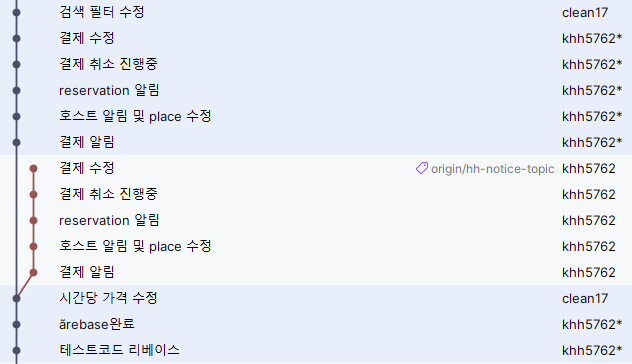 검색 필터 수정 clean17
결제 수정 khh5762*
결제 취소 진행중 khh5762*
reservation 알림 khh5762*
호스트 알림 및 place 수정 khh5762*
결제 알림 khh5762*
결제 수정 origin/hh-notice-topic khh5762
결제 취소 진행중 khh5762
reservation 알림 khh5762
호스트 알림 및 place 수정 khh5762
결제 알림 khh5762
시간당 가격 수정 clean17
ãrebase완료 khh5762*
테스트코드 리베이스 khh5762*